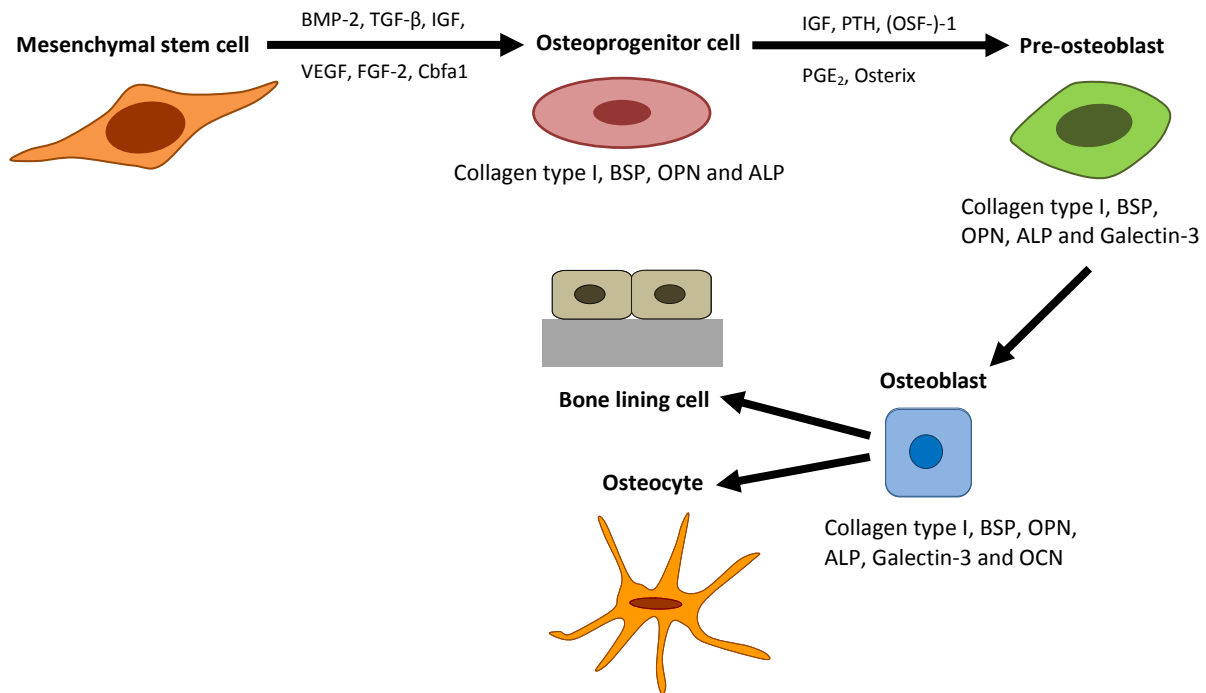 BMP-2, TGF-β, IGF,
Mesenchymal stem cell
VEGF, FGF-2, Cbfa1
Osteoprogenitor cell
IGF, PTH, (OSF-)-1
PGE₂, Osterix
Pre-osteoblast
Collagen type I, BSP, OPN and ALP
Collagen type I, BSP,
OPN, ALP and Galectin-3
Osteoblast
Bone lining cell
Osteocyte
Collagen type I, BSP, OPN,
ALP, Galectin-3 and OCN